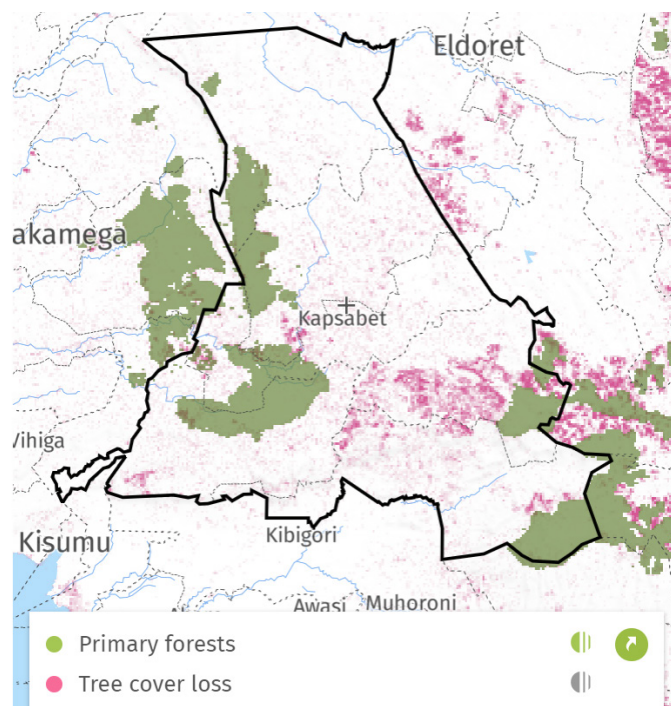 Eldoret
akamega
Kapsabet
Vihiga
Kisumu
Kibigori
Awasi
Muhoroni
Primary forests
Tree cover loss